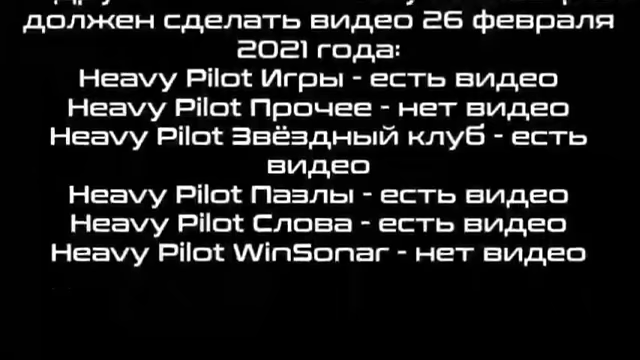 должен сделать видео 26 февраля
2021 года:
Heavy Pilot Игры - есть видео
Heavy Pilot Прочее - нет видео
Heavy Pilot Звёздный клуб - есть
видео
Heavy Pilot Пазлы - есть видео
Heavy Pilot Слова - есть видео
Heavy Pilot WinSonar - нет видео